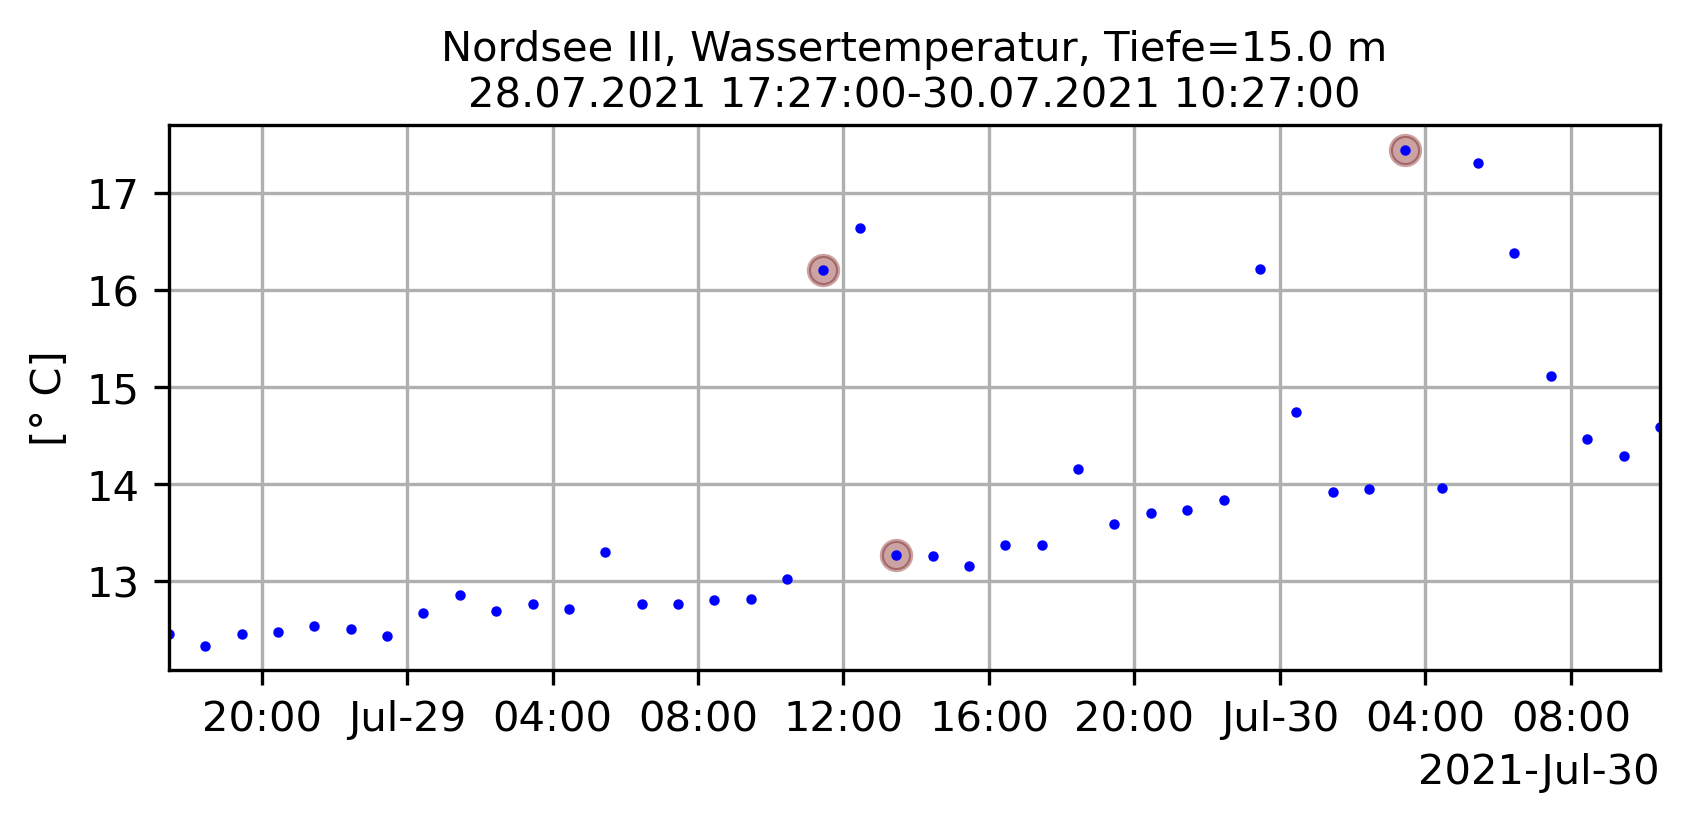 Nordsee III, Wassertemperatur, Tiefe=15.0 m
28.07.2021 17:27:00-30.07.2021 10:27:00
[° C]
17
16
15
14
13
20:00 Jul-29 04:00 08:00 12:00 16:00 20:00 Jul-30 04:00 08:00
2021-Jul-30